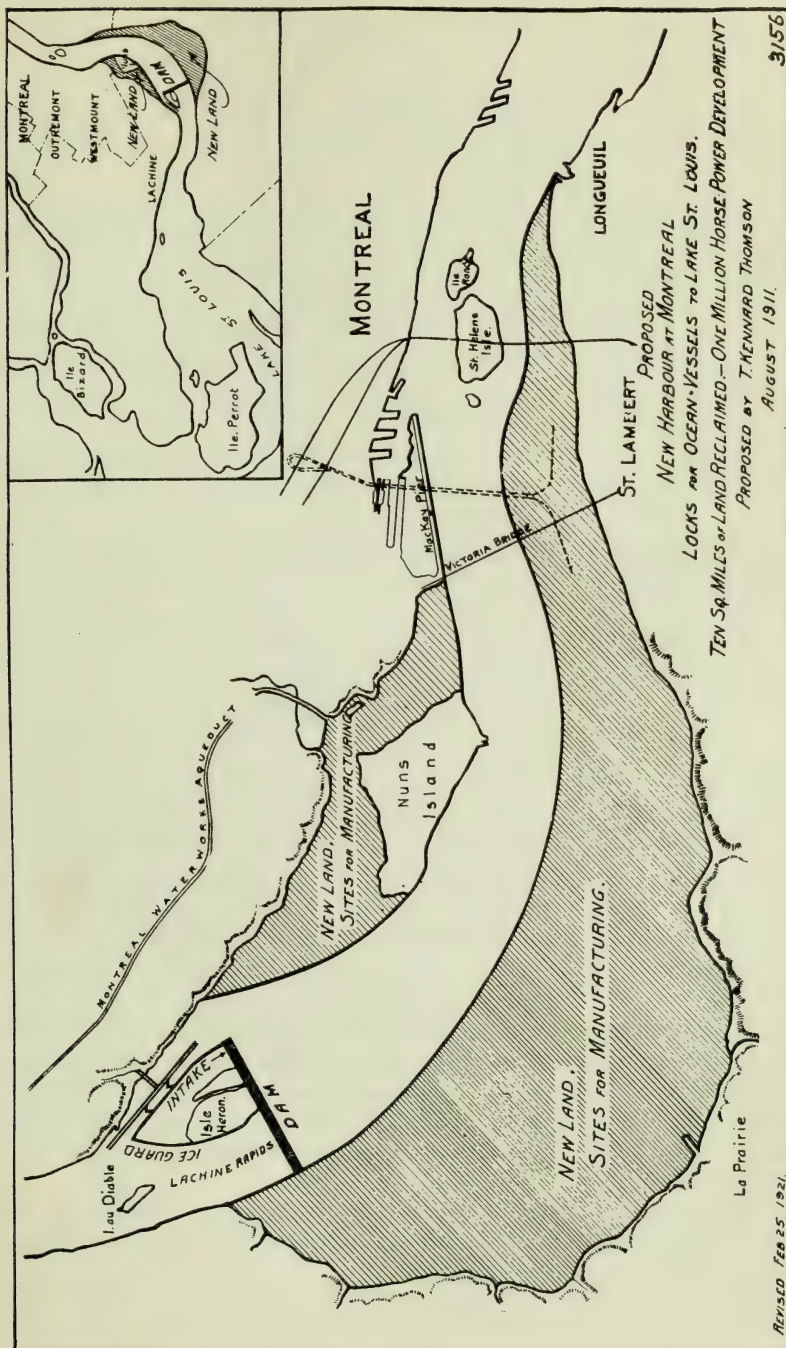 Ile
Bizard
Ile. Perrot
LAKE ST LOUIS
MONTREAL
OUTREMONT
WESTMOUNT
LACHINE
NEW LAND
DAM
NEW LAND
MONTREAL WATER WORKS AQUEDUCT
MONTREAL
I. au Diable
ICE GUARD
INTAKE
Isle
Heron.
LACHINE RAPIDS
DAM
NEW LAND.
SITES FOR MANUFACTURING
Nuns
Island
MacKay Pier
VICTORIA BRIDGE
St. Helens
Isle.
Ile
Ronde
LONGUEUIL
ST. LAMBERT
NEW LAND.
SITES FOR MANUFACTURING.
La Prairie
PROPOSED
NEW HARBOUR AT MONTREAL
LOCKS FOR OCEAN-VESSELS TO LAKE ST. LOUIS.
TEN SQ. MILES OF LAND RECLAIMED.—ONE MILLION HORSE POWER DEVELOPMENT
PROPOSED BY T. KENNARD THOMSON
AUGUST 1911.
REVISED FEB 25 1921.
3156